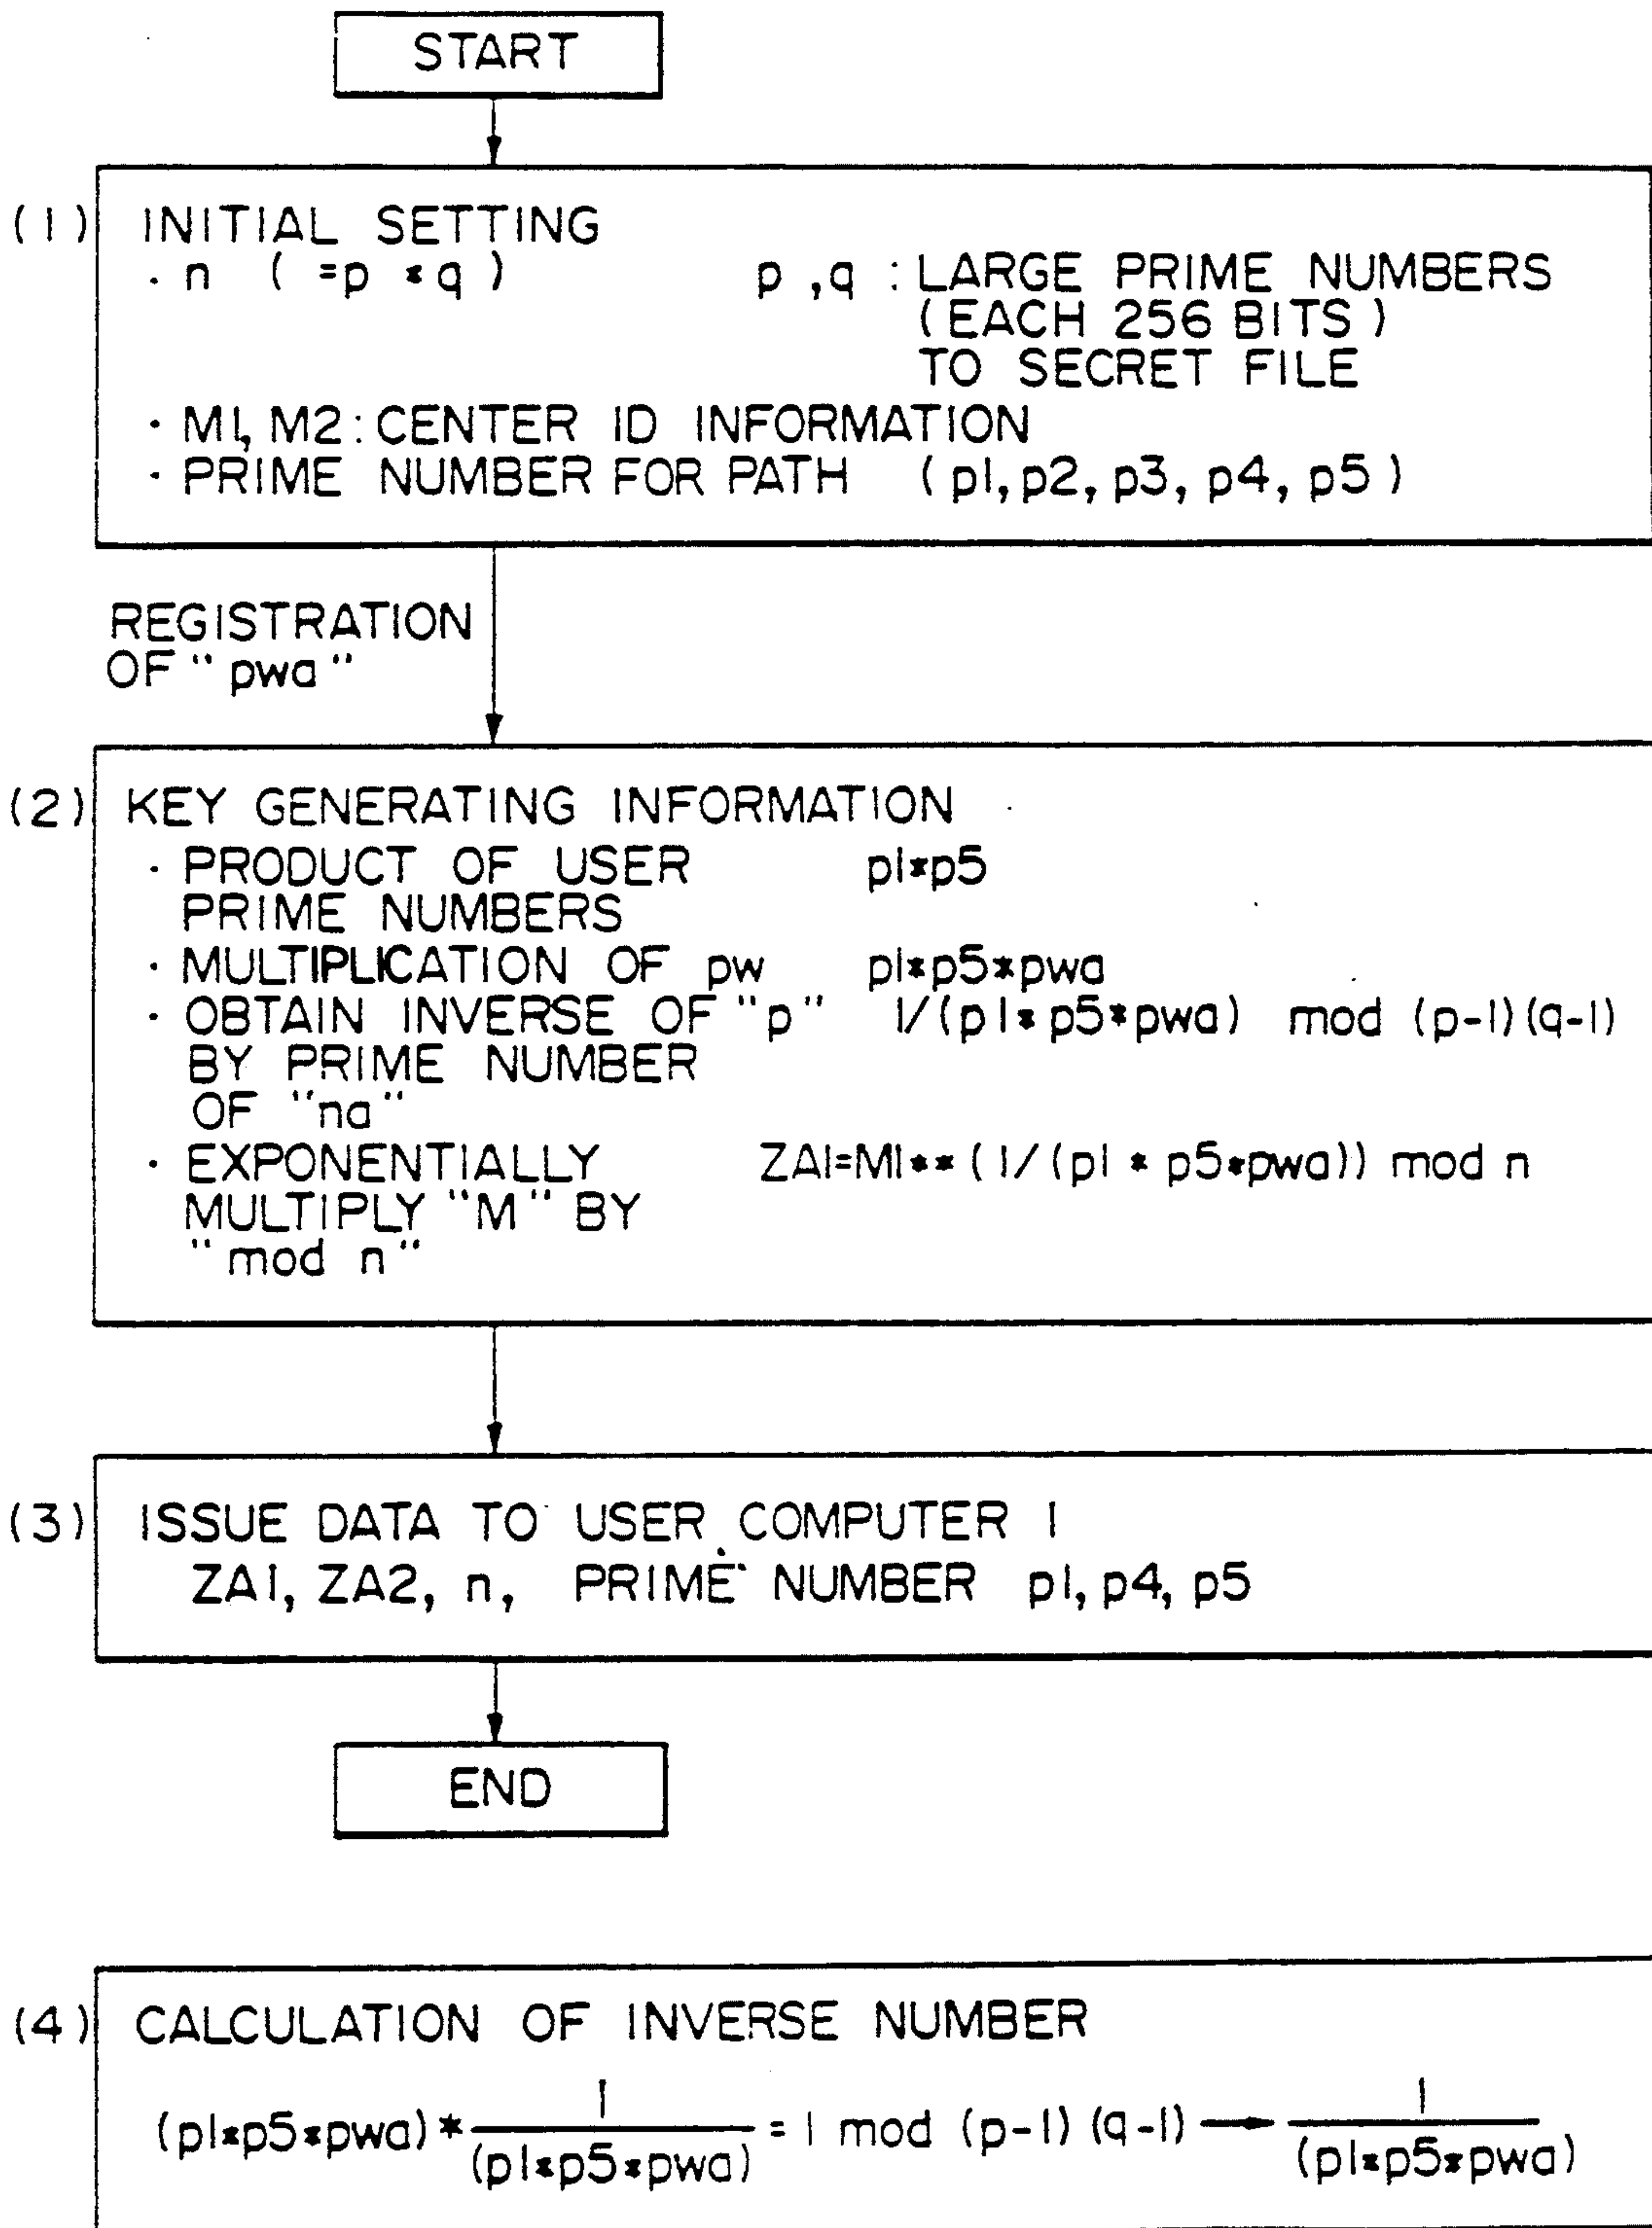 START
(1) INITIAL SETTING
· n ( =p * q ) p ,q : LARGE PRIME NUMBERS
(EACH 256 BITS )
TO SECRET FILE
· M1, M2: CENTER ID INFORMATION
· PRIME NUMBER FOR PATH ( p1, p2, p3, p4, p5 )
REGISTRATION
OF " pwa "
(2) KEY GENERATING INFORMATION
· PRODUCT OF USER p1*p5
PRIME NUMBERS
· MULTIPLICATION OF pw p1*p5*pwa
· OBTAIN INVERSE OF "p" 1/(p1*p5*pwa) mod (p-1)(q-1)
BY PRIME NUMBER
OF "na"
· EXPONENTIALLY ZA1=M1**(1/(p1 * p5*pwa)) mod n
MULTIPLY "M" BY
"mod n"
(3) ISSUE DATA TO USER COMPUTER 1
ZA1, ZA2, n, PRIME NUMBER p1, p4, p5
END
(4) CALCULATION OF INVERSE NUMBER
(p1*p5*pwa) * 1/(p1*p5*pwa) = 1 mod (p-1) (q-1) → 1/(p1*p5*pwa)